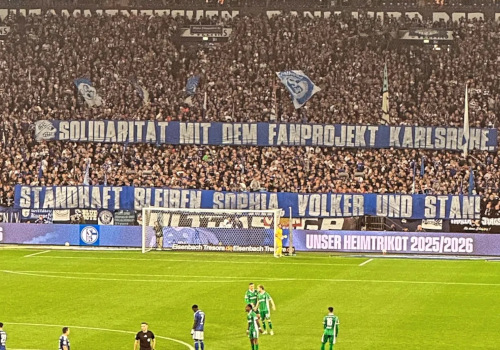 SOLIDARITÄT MIT DEM FANPROJEKT KARLSRUHE
STANDHAFT BLEIBEN SOPHIA, VOLKER UND STAN!
UNSER HEIMTRIKOT 2025/2026